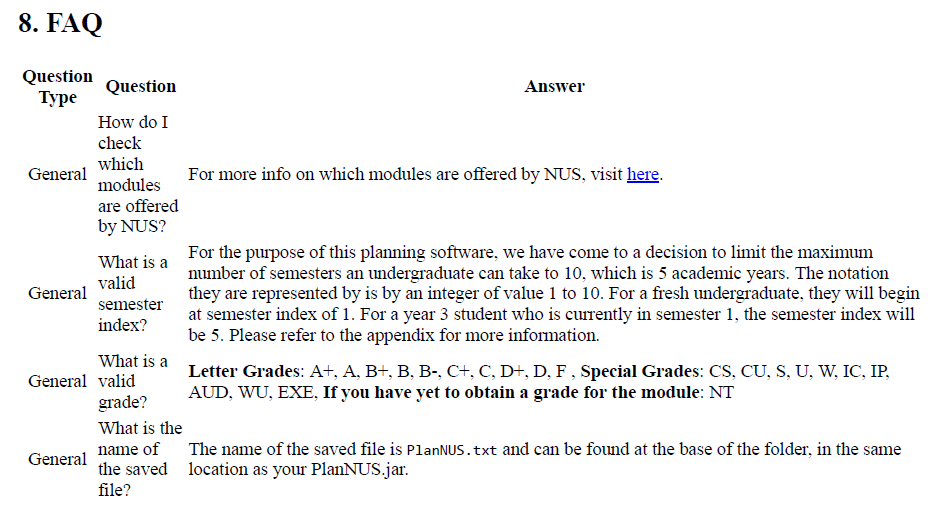 8. FAQ
Question Type Question Answer
General How do I check which modules are offered by NUS? For more info on which modules are offered by NUS, visit here.
General What is a valid semester index? For the purpose of this planning software, we have come to a decision to limit the maximum
number of semesters an undergraduate can take to 10, which is 5 academic years. The notation
they are represented by is by an integer of value 1 to 10. For a fresh undergraduate, they will begin
at semester index of 1. For a year 3 student who is currently in semester 1, the semester index will
be 5. Please refer to the appendix for more information.
General What is a valid grade? Letter Grades: A+, A, B+, B, B-, C+, C, D+, D, F , Special Grades: CS, CU, S, U, W, IC, IP,
AUD, WU, EXE, If you have yet to obtain a grade for the module: NT
General What is the name of the saved file? The name of the saved file is PlanNUS.txt and can be found at the base of the folder, in the same
location as your PlanNUS.jar.